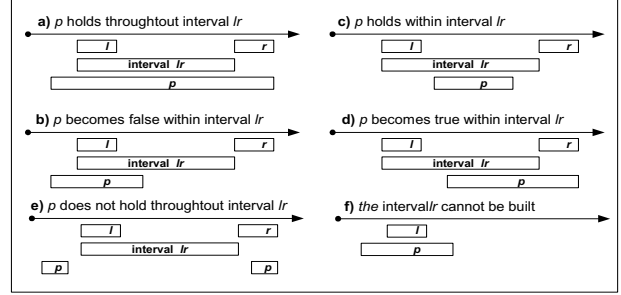 a) p holds throughtout interval lr
l r
interval lr
p
c) p holds within interval lr
l r
interval lr
p
b) p becomes false within interval lr
l r
interval lr
p
d) p becomes true within interval lr
l r
interval lr
p
e) p does not hold throughtout interval lr
l r
interval lr
p p
f) the intervallr cannot be built
l
p